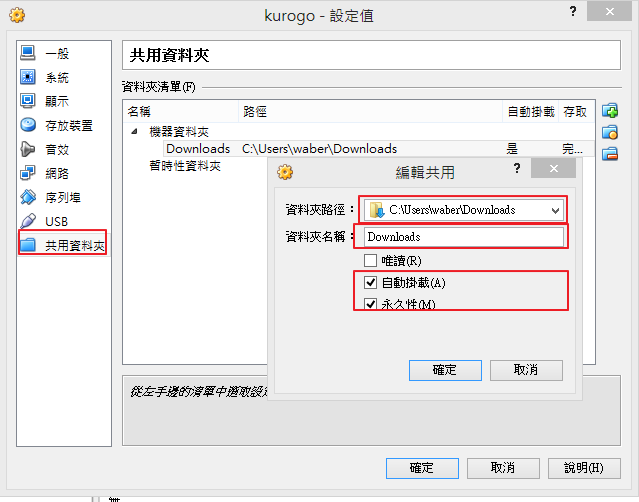 kurogo - 設定值
?
一般
系統
顯示
存放裝置
音效
網路
序列埠
USB
共用資料夾
共用資料夾
資料夾清單(F)
名稱 路徑 自動掛載 存取
機器資料夾
Downloads C:\Users\waber\Downloads 是 完...
暫時性資料夾
編輯共用
?
資料夾路徑： C:\Users\waber\Downloads
資料夾名稱： Downloads
唯讀(R)
自動掛載(A)
永久性(M)
確定 取消
從左手邊的清單中選取設定
確定 取消 說明(H)